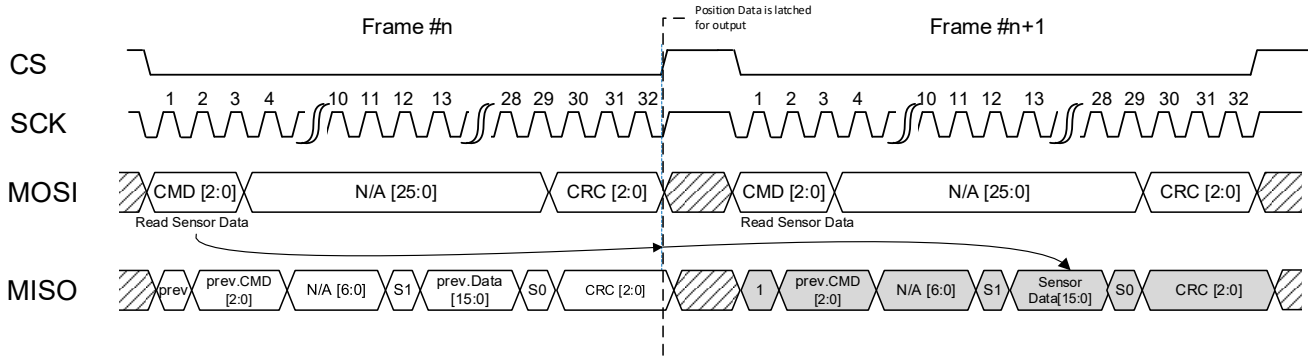 Position Data is latched
for output
Frame #n
Frame #n+1
CS
1 2 3 4 10 11 12 13 28 29 30 31 32 1 2 3 4 10 11 12 13 28 29 30 31 32
SCK
MOSI CMD [2:0] N/A [25:0] CRC [2:0] CMD [2:0] N/A [25:0] CRC [2:0]
Read Sensor Data Read Sensor Data
MISO prev prev.CMD [2:0] N/A [6:0] S1 prev.Data [15:0] S0 CRC [2:0] 1 prev.CMD [2:0] N/A [6:0] S1 Sensor Data[15:0] S0 CRC [2:0]